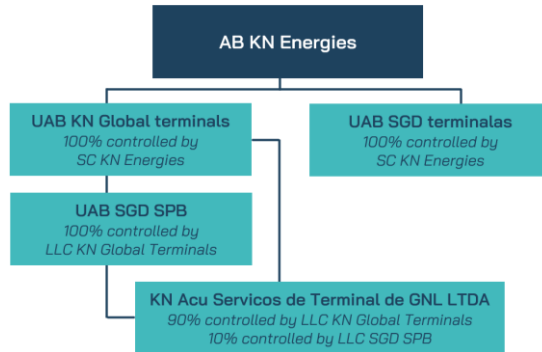 AB KN Energies
UAB KN Global terminals
100% controlled by
SC KN Energies
UAB SGD terminalas
100% controlled by
SC KN Energies
UAB SGD SPB
100% controlled by
LLC KN Global Terminals
KN Acu Servicos de Terminal de GNL LTDA
90% controlled by LLC KN Global Terminals
10% controlled by LLC SGD SPB